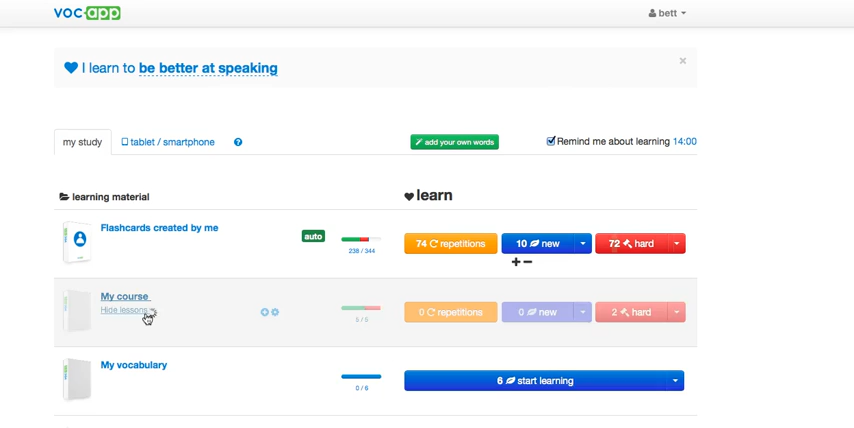 VOC app
bett
I learn to be better at speaking
×
my study
tablet / smartphone
?
add your own words
Remind me about learning 14:00
learning material
learn
Flashcards created by me
auto
238 / 344
74 repetitions
10 new
72 hard
+ −
My course
Hide lessons
5 / 5
0 repetitions
0 new
2 hard
My vocabulary
0 / 6
6 start learning